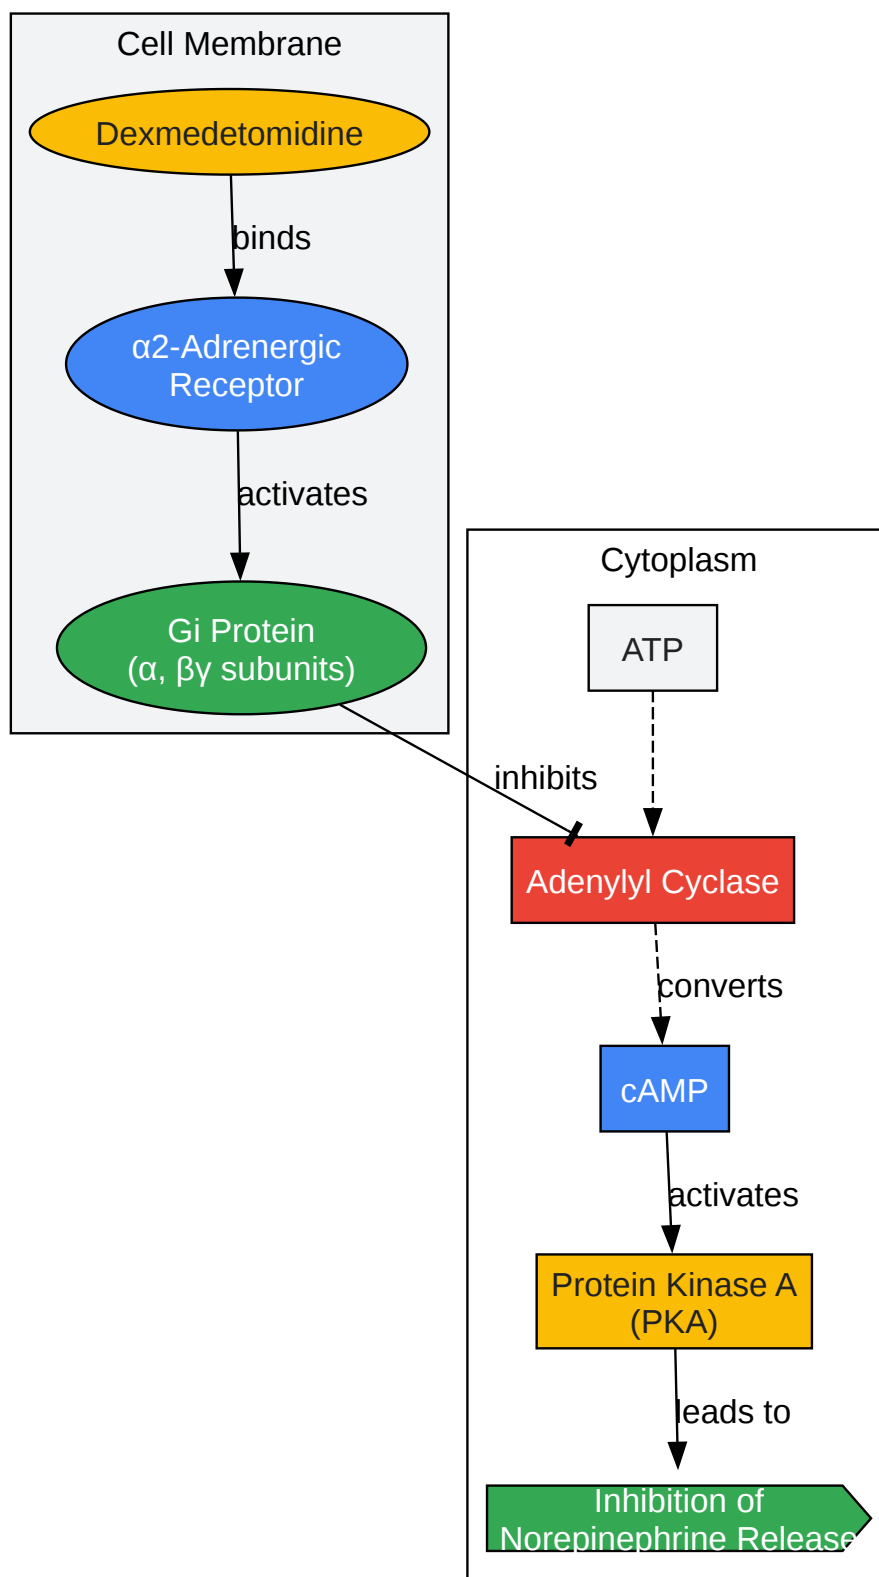 Cell Membrane
Dexmedetomidine
binds
α2-Adrenergic
Receptor
activates
Gi Protein
(α, βγ subunits)
inhibits
Cytoplasm
ATP
Adenylyl Cyclase
converts
cAMP
activates
Protein Kinase A
(PKA)
leads to
Inhibition of
Norepinephrine Release